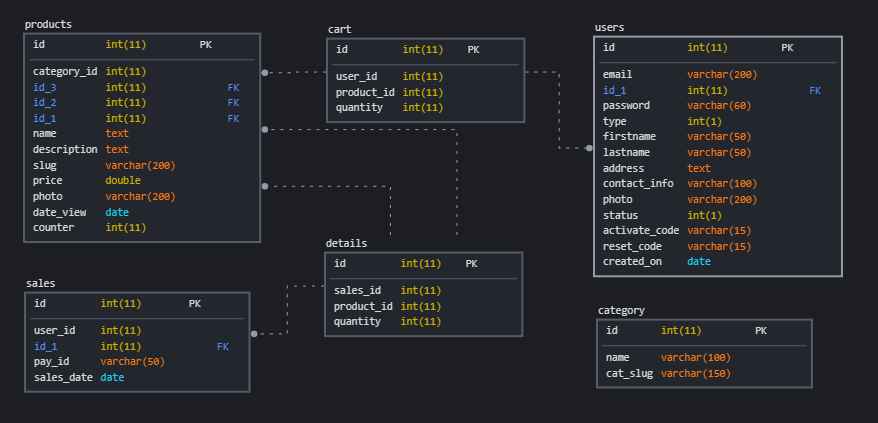 products
id int(11) PK
category_id int(11)
id_3 int(11) FK
id_2 int(11) FK
id_1 int(11) FK
name text
description text
slug varchar(200)
price double
photo varchar(200)
date_view date
counter int(11)
cart
id int(11) PK
user_id int(11)
product_id int(11)
quantity int(11)
users
id int(11) PK
email varchar(200)
id_1 int(11) FK
password varchar(60)
type int(1)
firstname varchar(50)
lastname varchar(50)
address text
contact_info varchar(100)
photo varchar(200)
status int(1)
activate_code varchar(15)
reset_code varchar(15)
created_on date
details
id int(11) PK
sales_id int(11)
product_id int(11)
quantity int(11)
sales
id int(11) PK
user_id int(11)
id_1 int(11) FK
pay_id varchar(50)
sales_date date
category
id int(11) PK
name varchar(100)
cat_slug varchar(150)